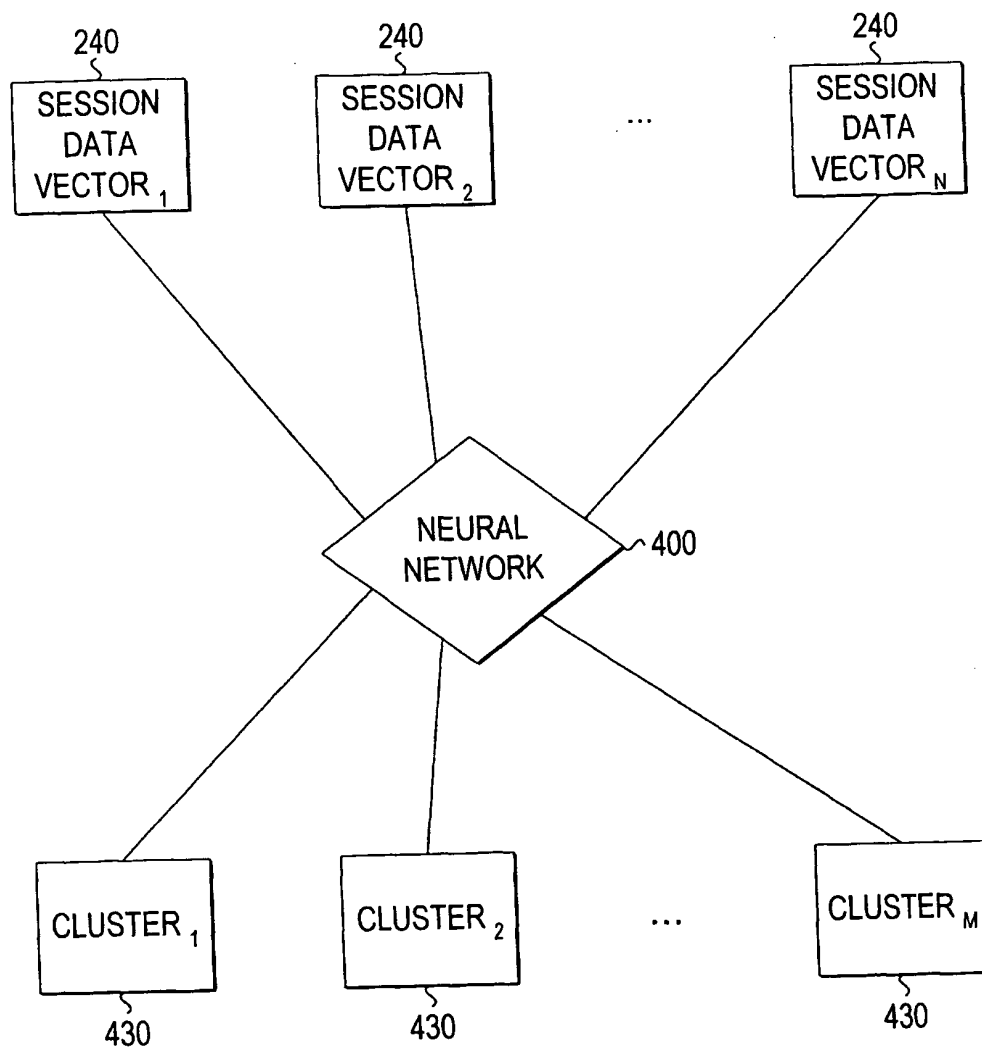 240
240
240
SESSION
DATA
VECTOR 1
SESSION
DATA
VECTOR 2
...
SESSION
DATA
VECTOR N
NEURAL
NETWORK
400
CLUSTER 1
CLUSTER 2
...
CLUSTER M
430
430
430